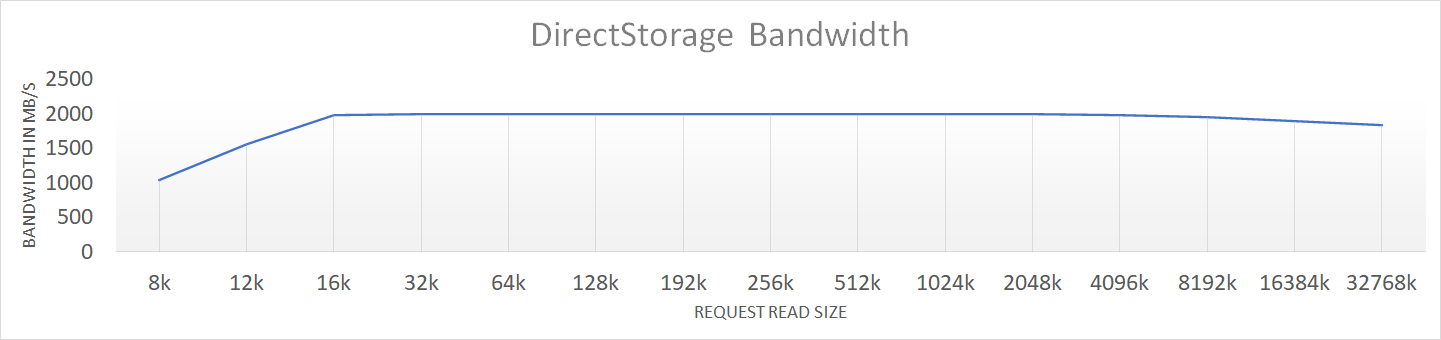 DirectStorage Bandwidth
BANDWIDTH IN MB/S
2500
2000
1500
1000
500
0
8k 12k 16k 32k 64k 128k 192k 256k 512k 1024k 2048k 4096k 8192k 16384k 32768k
REQUEST READ SIZE